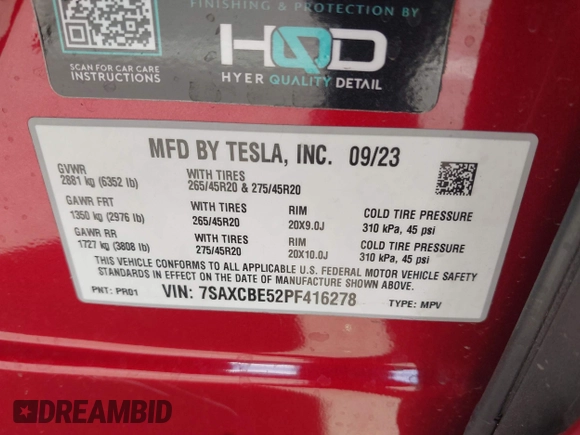 FINISHING & PROTECTION BY
HQD
HYER QUALITY DETAIL
SCAN FOR CAR CARE
INSTRUCTIONS
MFD BY TESLA, INC. 09/23
GVWR
2881 kg (6352 lb)
WITH TIRES
265/45R20 & 275/45R20
GAWR FRT
1350 kg (2976 lb)
WITH TIRES
265/45R20
RIM
20X9.0J
COLD TIRE PRESSURE
310 kPa, 45 psi
GAWR RR
1727 kg (3808 lb)
WITH TIRES
275/45R20
RIM
20X10.0J
COLD TIRE PRESSURE
310 kPa, 45 psi
THIS VEHICLE CONFORMS TO ALL APPLICABLE U.S. FEDERAL MOTOR VEHICLE SAFETY
STANDARDS IN EFFECT ON THE DATE OF MANUFACTURE SHOWN ABOVE.
PNT: PR01 VIN: 7SAXCBE52PF416278 TYPE: MPV
DREAMBID